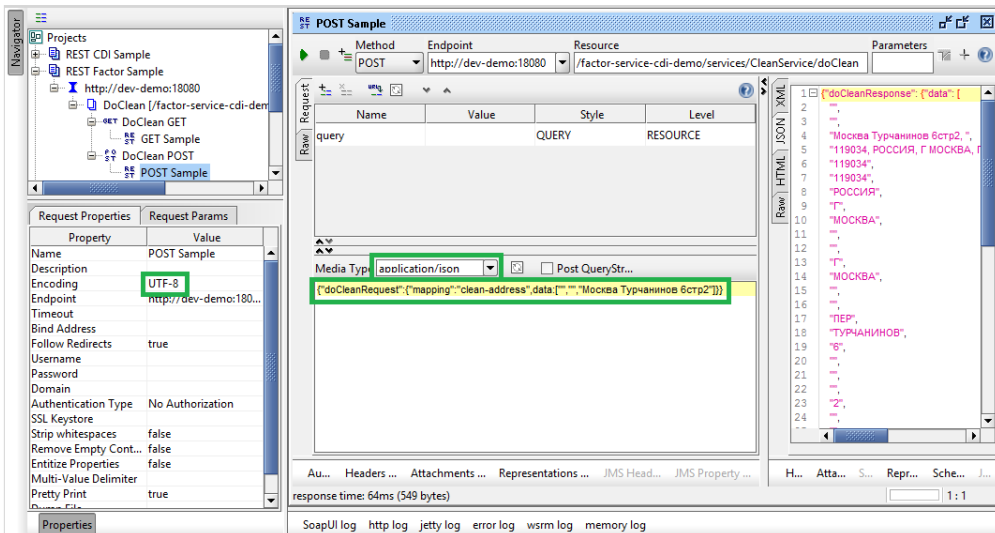 Navigator
Projects
REST CDI Sample
REST Factor Sample
http://dev-demo:18080
DoClean [/factor-service-cdi-dem
GET DoClean GET
GET Sample
DoClean POST
POST Sample
Request Properties Request Params
Property Value
Name POST Sample
Description
Encoding UTF-8
Endpoint http://dev-demo:180...
Timeout
Bind Address
Follow Redirects true
Username
Password
Domain
Authentication Type No Authorization
SSL Keystore
Strip whitespaces false
Remove Empty Cont... false
Entitize Properties false
Multi-Value Delimiter
Pretty Print true
Properties
POST Sample
Method Endpoint Resource Parameters
POST http://dev-demo:18080 /factor-service-cdi-demo/services/CleanService/doClean
Request
Raw
Name Value Style Level
query QUERY RESOURCE
Media Type application/json Post QueryStr...
{"doCleanRequest":{"mapping":"clean-address",data:["","","Москва Турчанинов 6стр2"]}}
Au... Headers ... Attachments ... Representations ... JMS Head... JMS Property ...
response time: 64ms (549 bytes)
XML
JSON
HTML
Raw
1 {"doCleanResponse": {"data": [
2 "",
3 "",
4 "Москва Турчанинов 6стр2, ",
5 "119034, РОССИЯ, Г МОСКВА, П
6 "119034",
7 "119034",
8 "РОССИЯ",
9 "Г",
10 "МОСКВА",
11 "",
12 "",
13 "Г",
14 "МОСКВА",
15 "",
16 "",
17 "ПЕР",
18 "ТУРЧАНИНОВ",
19 "6",
20 "",
21 "",
22 "",
23 "2",
24 "",
H... Atta... S... Repr... Sche... J...
1 : 1
SoapUI log http log jetty log error log wsrm log memory log